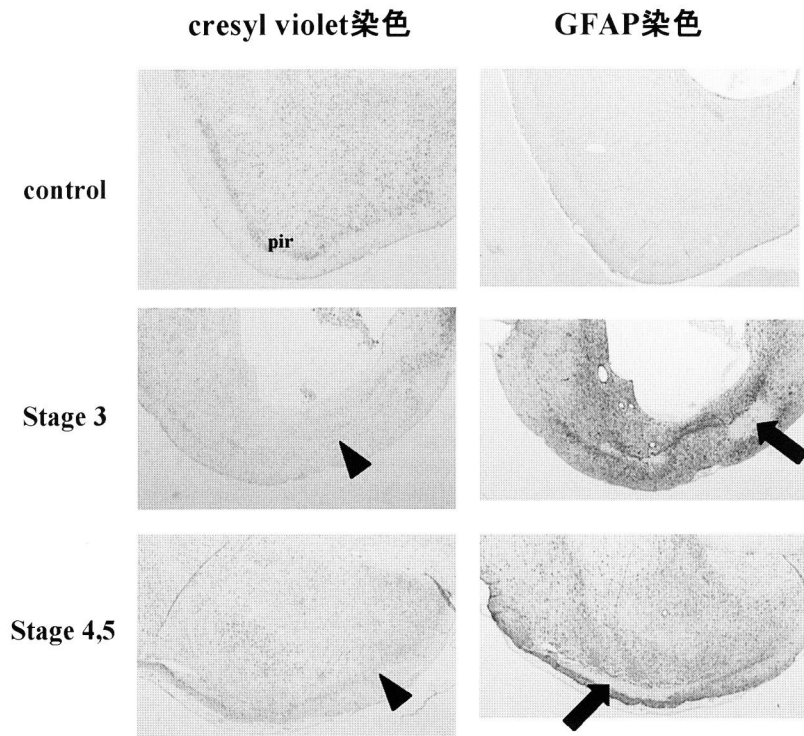 cresyl violet染色
GFAP染色
control
pir
Stage 3
Stage 4,5